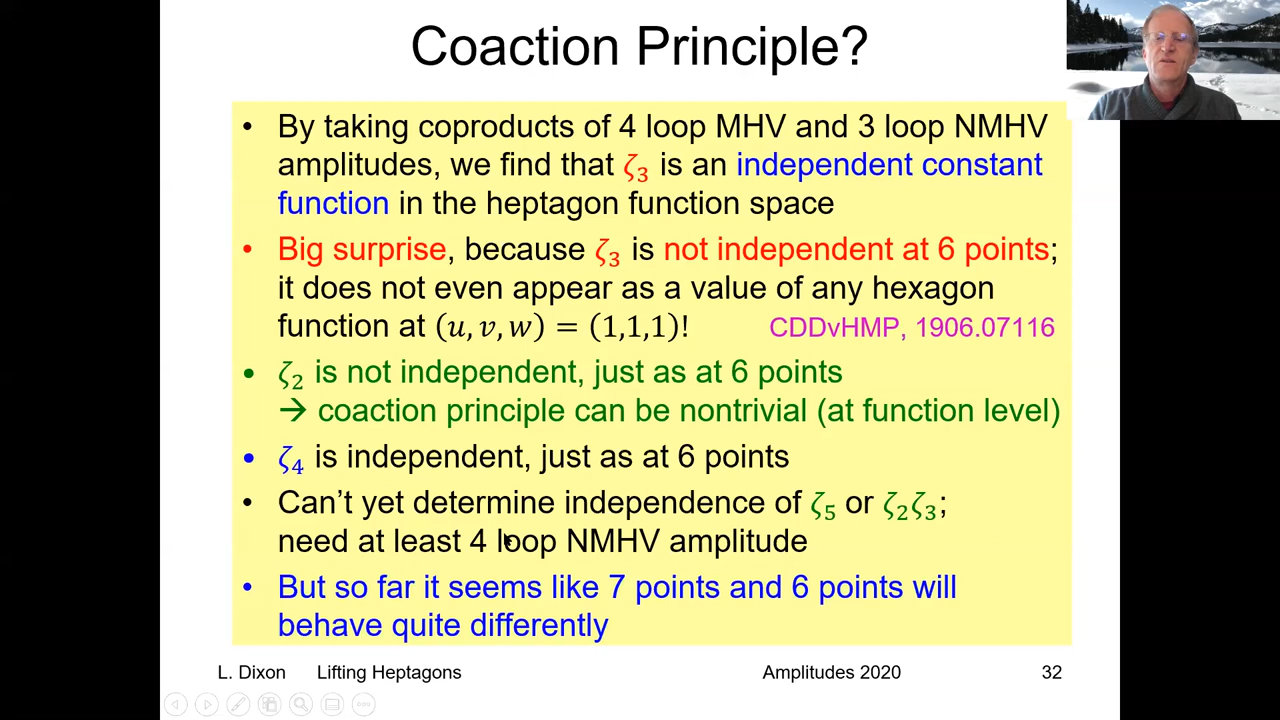 Coaction Principle?
• By taking coproducts of 4 loop MHV and 3 loop NMHV
amplitudes, we find that ζ₃ is an independent constant
function in the heptagon function space
• Big surprise, because ζ₃ is not independent at 6 points;
it does not even appear as a value of any hexagon
function at (u, v, w) = (1,1,1)! CDDvHMP, 1906.07116
• ζ₂ is not independent, just as at 6 points
→ coaction principle can be nontrivial (at function level)
• ζ₄ is independent, just as at 6 points
• Can't yet determine independence of ζ₅ or ζ₂ζ₃;
need at least 4 loop NMHV amplitude
• But so far it seems like 7 points and 6 points will
behave quite differently
L. Dixon Lifting Heptagons Amplitudes 2020 32